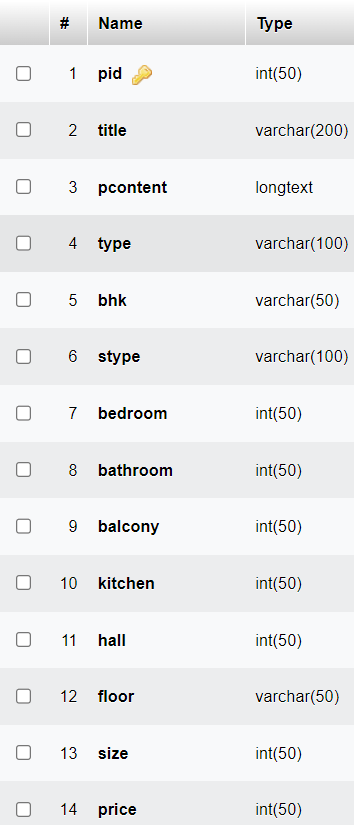 # Name Type
1 pid int(50)
2 title varchar(200)
3 pcontent longtext
4 type varchar(100)
5 bhk varchar(50)
6 stype varchar(100)
7 bedroom int(50)
8 bathroom int(50)
9 balcony int(50)
10 kitchen int(50)
11 hall int(50)
12 floor varchar(50)
13 size int(50)
14 price int(50)